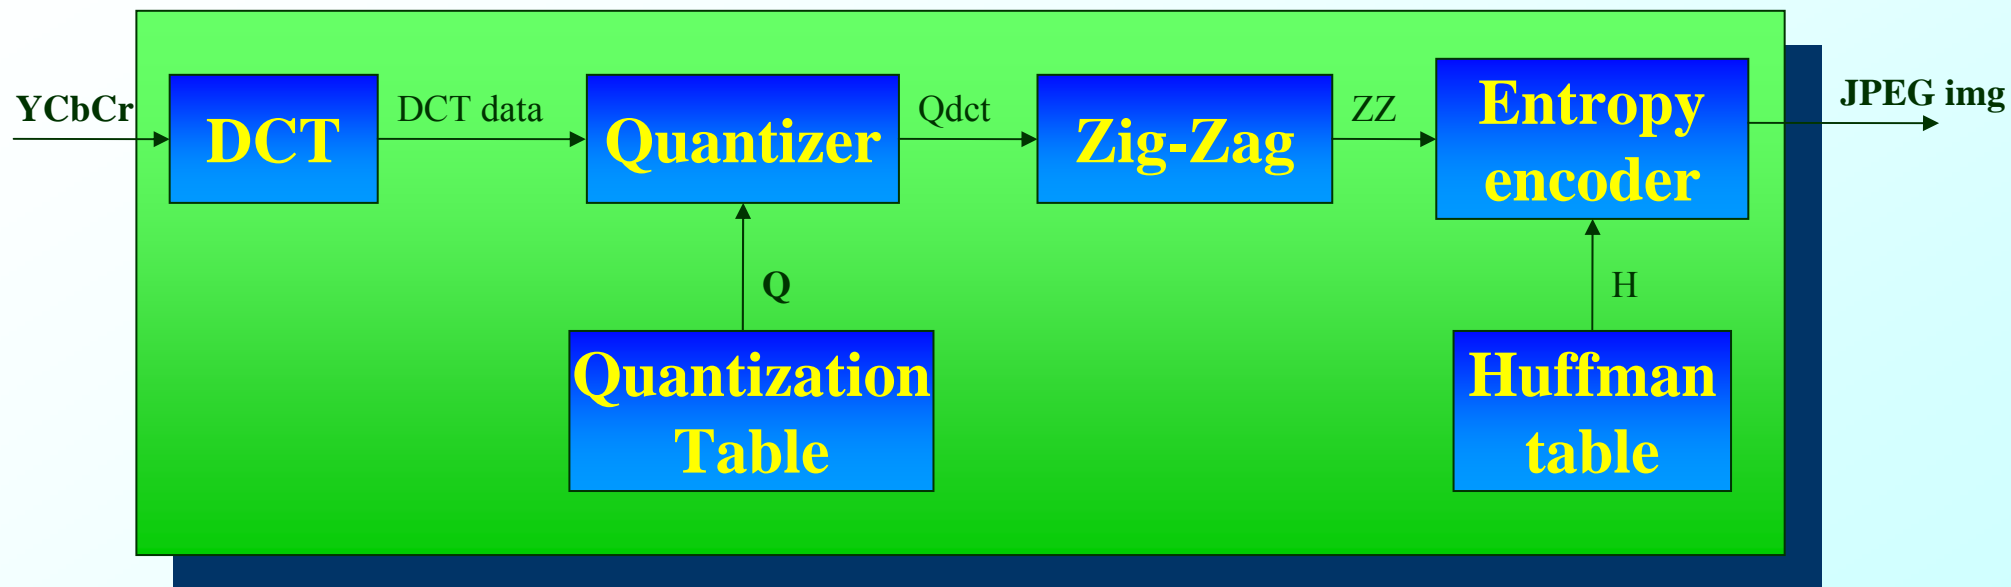 YCbCr
DCT
DCT data
Quantizer
Qdct
Zig-Zag
ZZ
Entropy
encoder
JPEG img
Q
H
Quantization
Table
Huffman
table